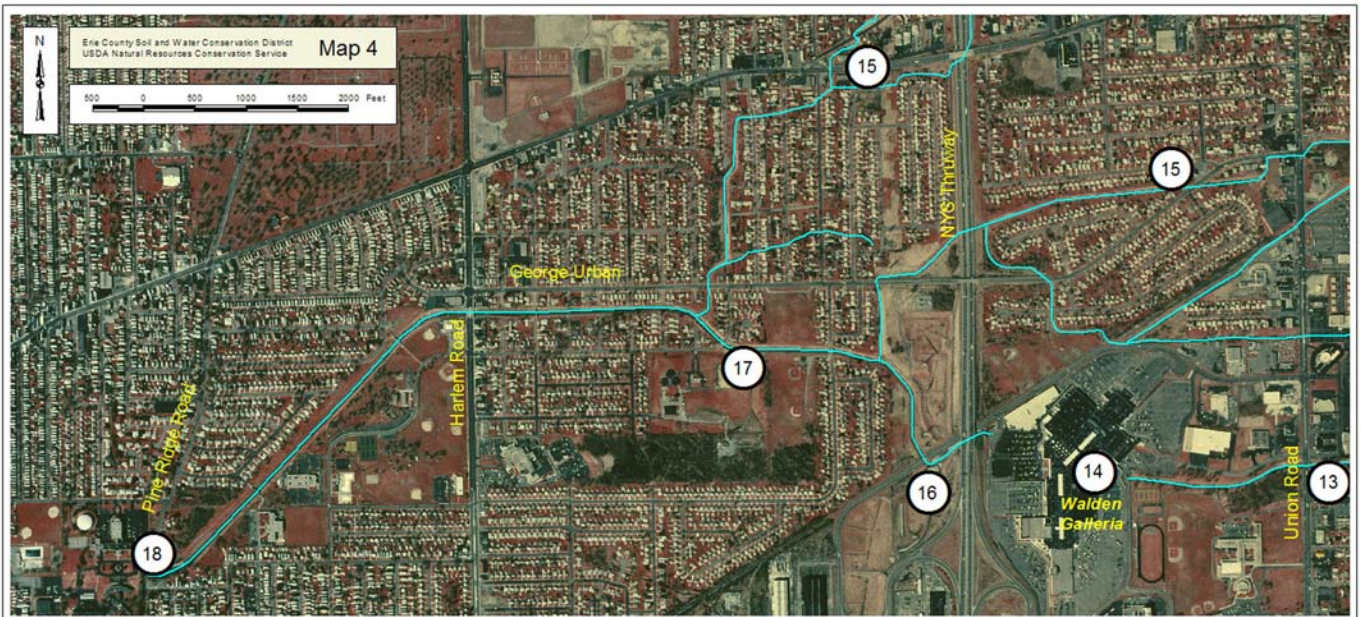 N
Erie County Soil and Water Conservation District
USDA Natural Resources Conservation Service
Map 4
500 0 500 1000 1500 2000 Feet
15
NYS Thruway
15
George Urban
Harlem Road
17
Pine Ridge Road
14
Walden
Galleria
Union Road
13
16
18